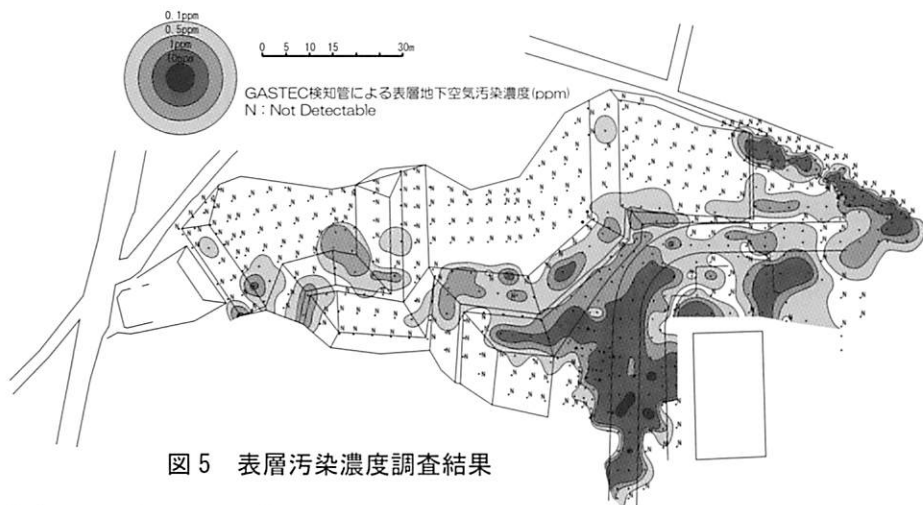 0.1ppm
0.5ppm
1ppm
10ppm
0 5 10 15 30m
GASTEC検知管による表層地下空気汚染濃度(ppm)
N : Not Detectable
図5 表層汚染濃度調査結果